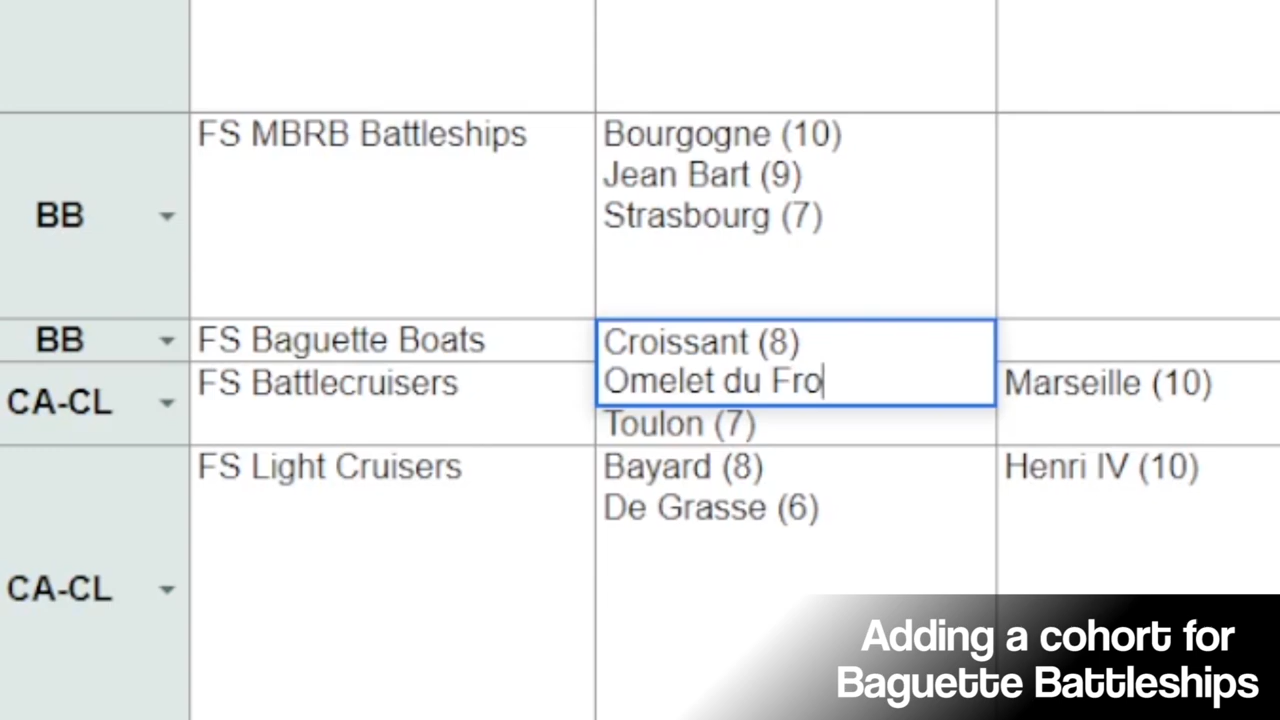 BB
FS MBRB Battleships
Bourgogne (10)
Jean Bart (9)
Strasbourg (7)
BB
FS Baguette Boats
Croissant (8)
Omelet du Fro
CA-CL
FS Battlecruisers
Toulon (7)
Marseille (10)
CA-CL
FS Light Cruisers
Bayard (8)
De Grasse (6)
Henri IV (10)
Adding a cohort for
Baguette Battleships